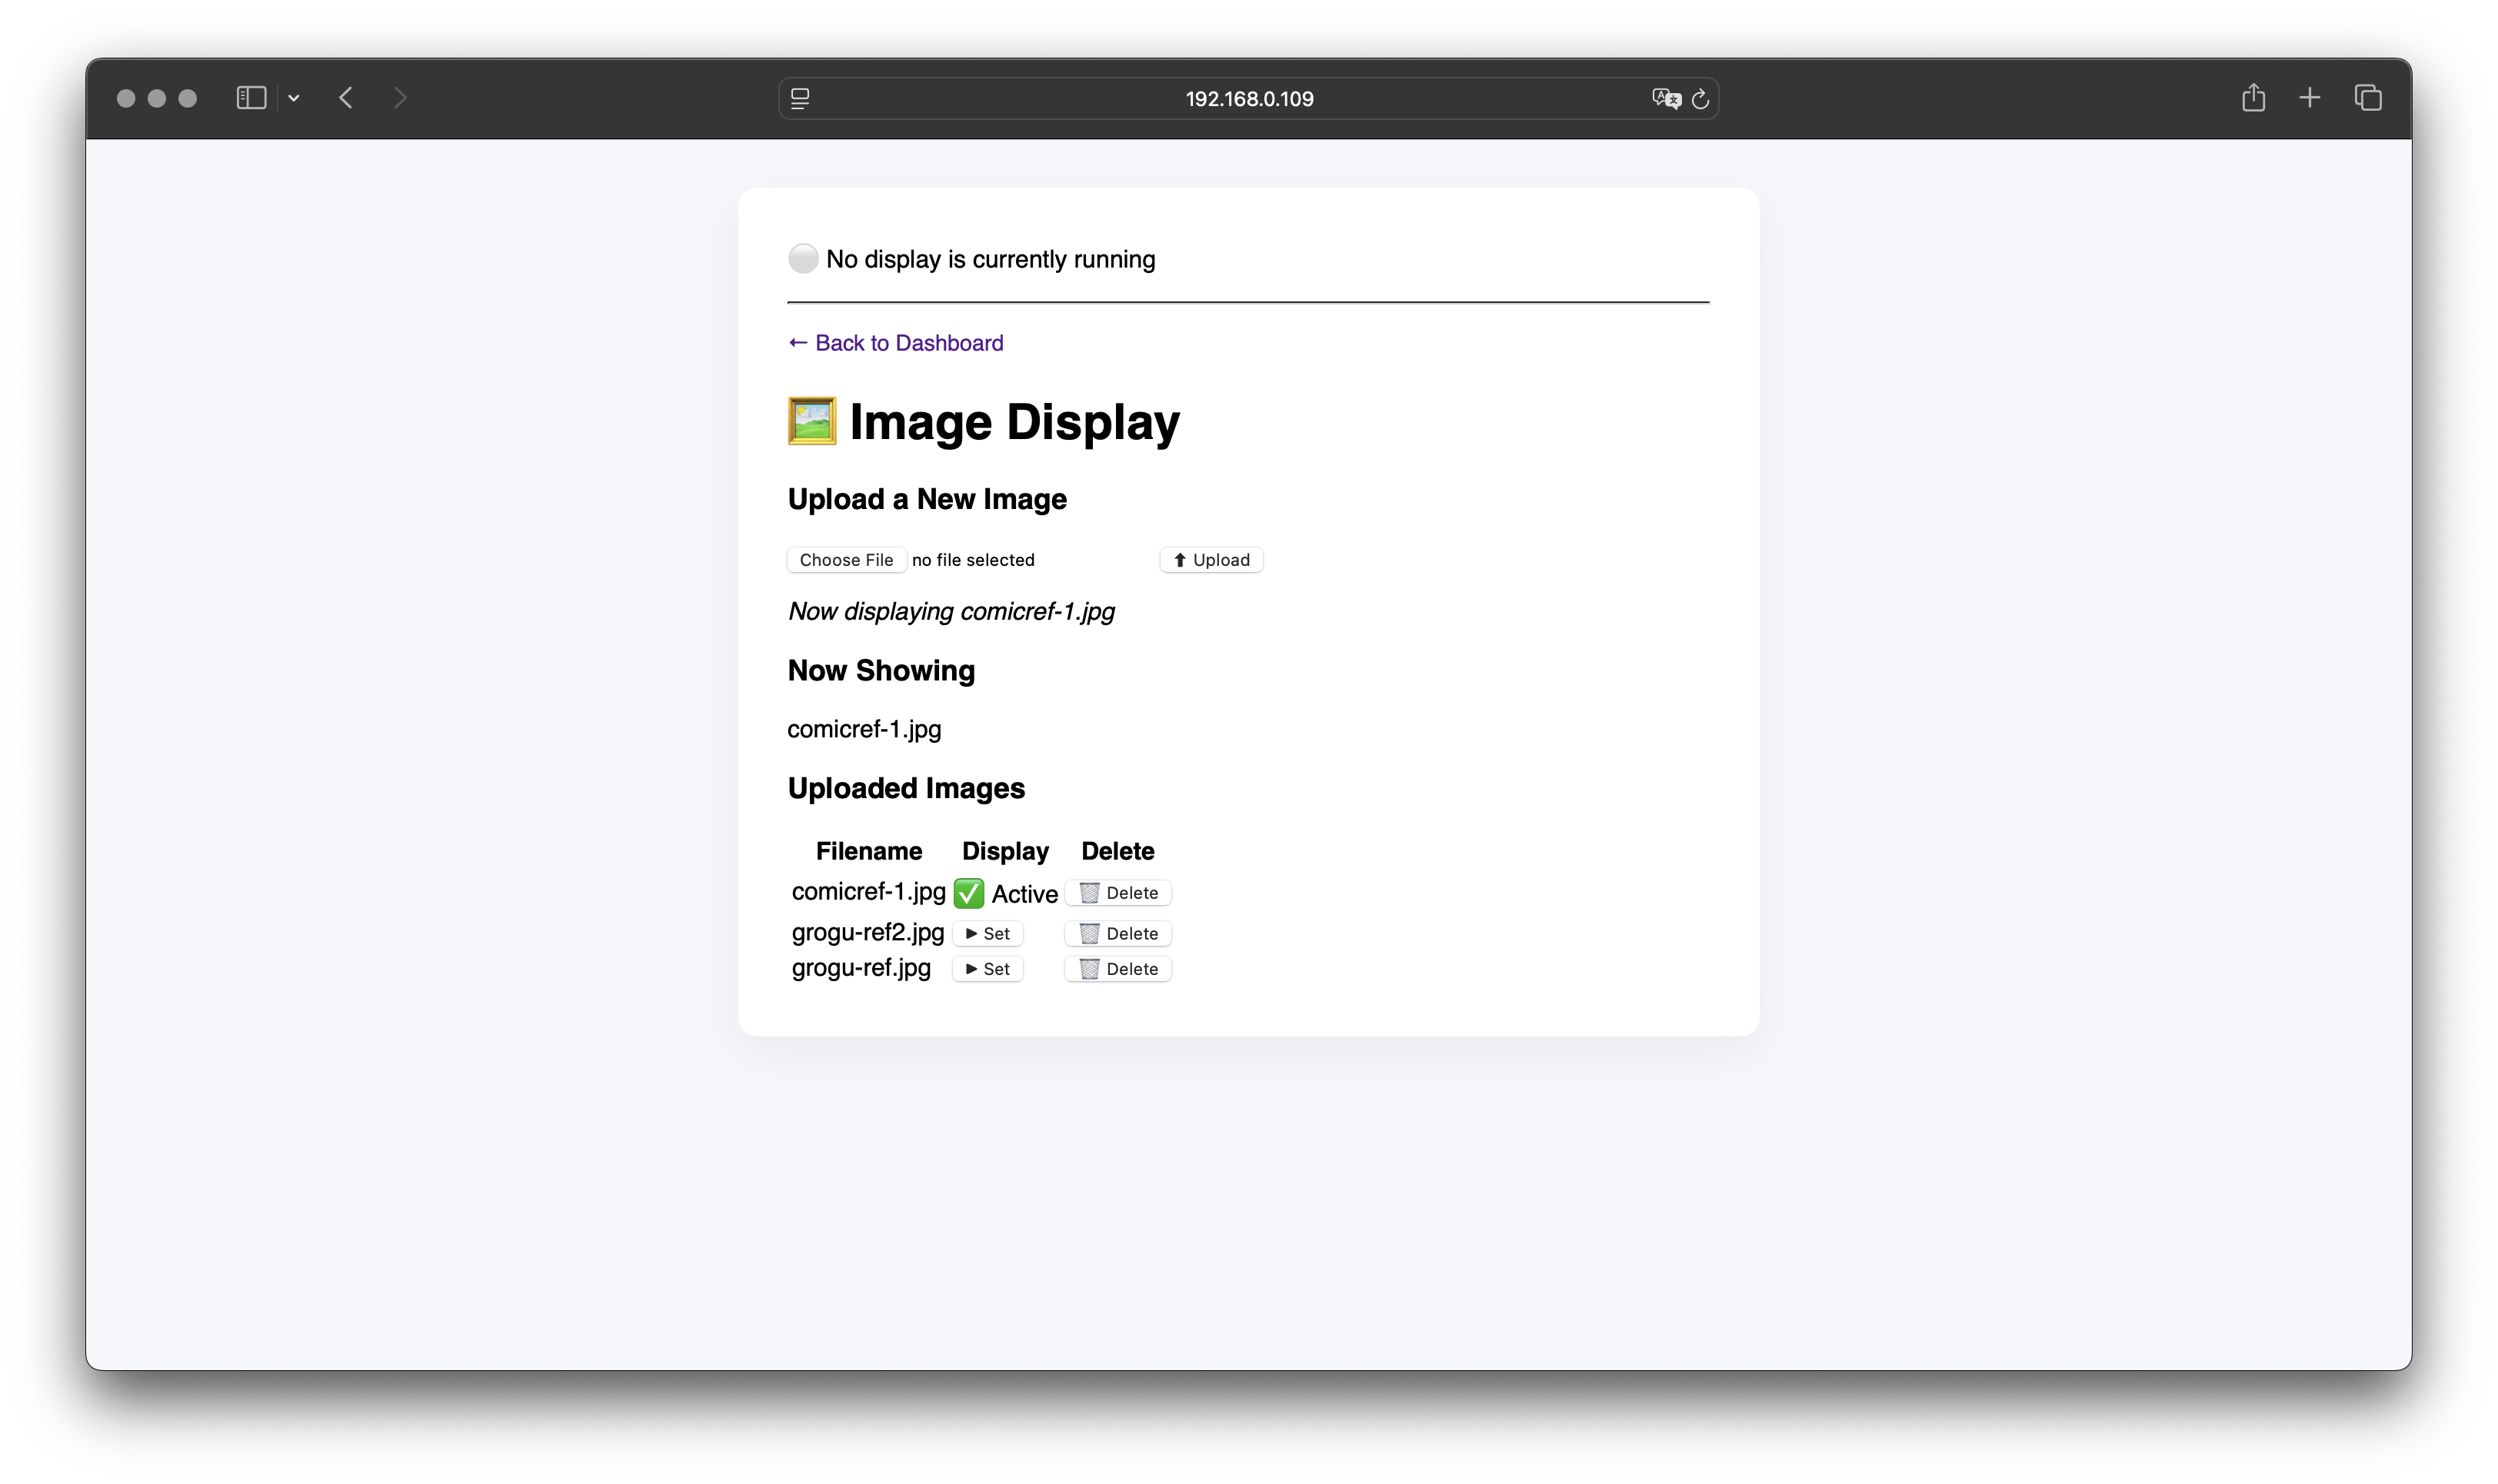 192.168.0.109
No display is currently running
← Back to Dashboard
Image Display
Upload a New Image
Choose File no file selected ⬆ Upload
Now displaying comicref-1.jpg
Now Showing
comicref-1.jpg
Uploaded Images
Filename Display Delete
comicref-1.jpg ✅ Active 🗑️ Delete
grogu-ref2.jpg ▶ Set 🗑️ Delete
grogu-ref.jpg ▶ Set 🗑️ Delete